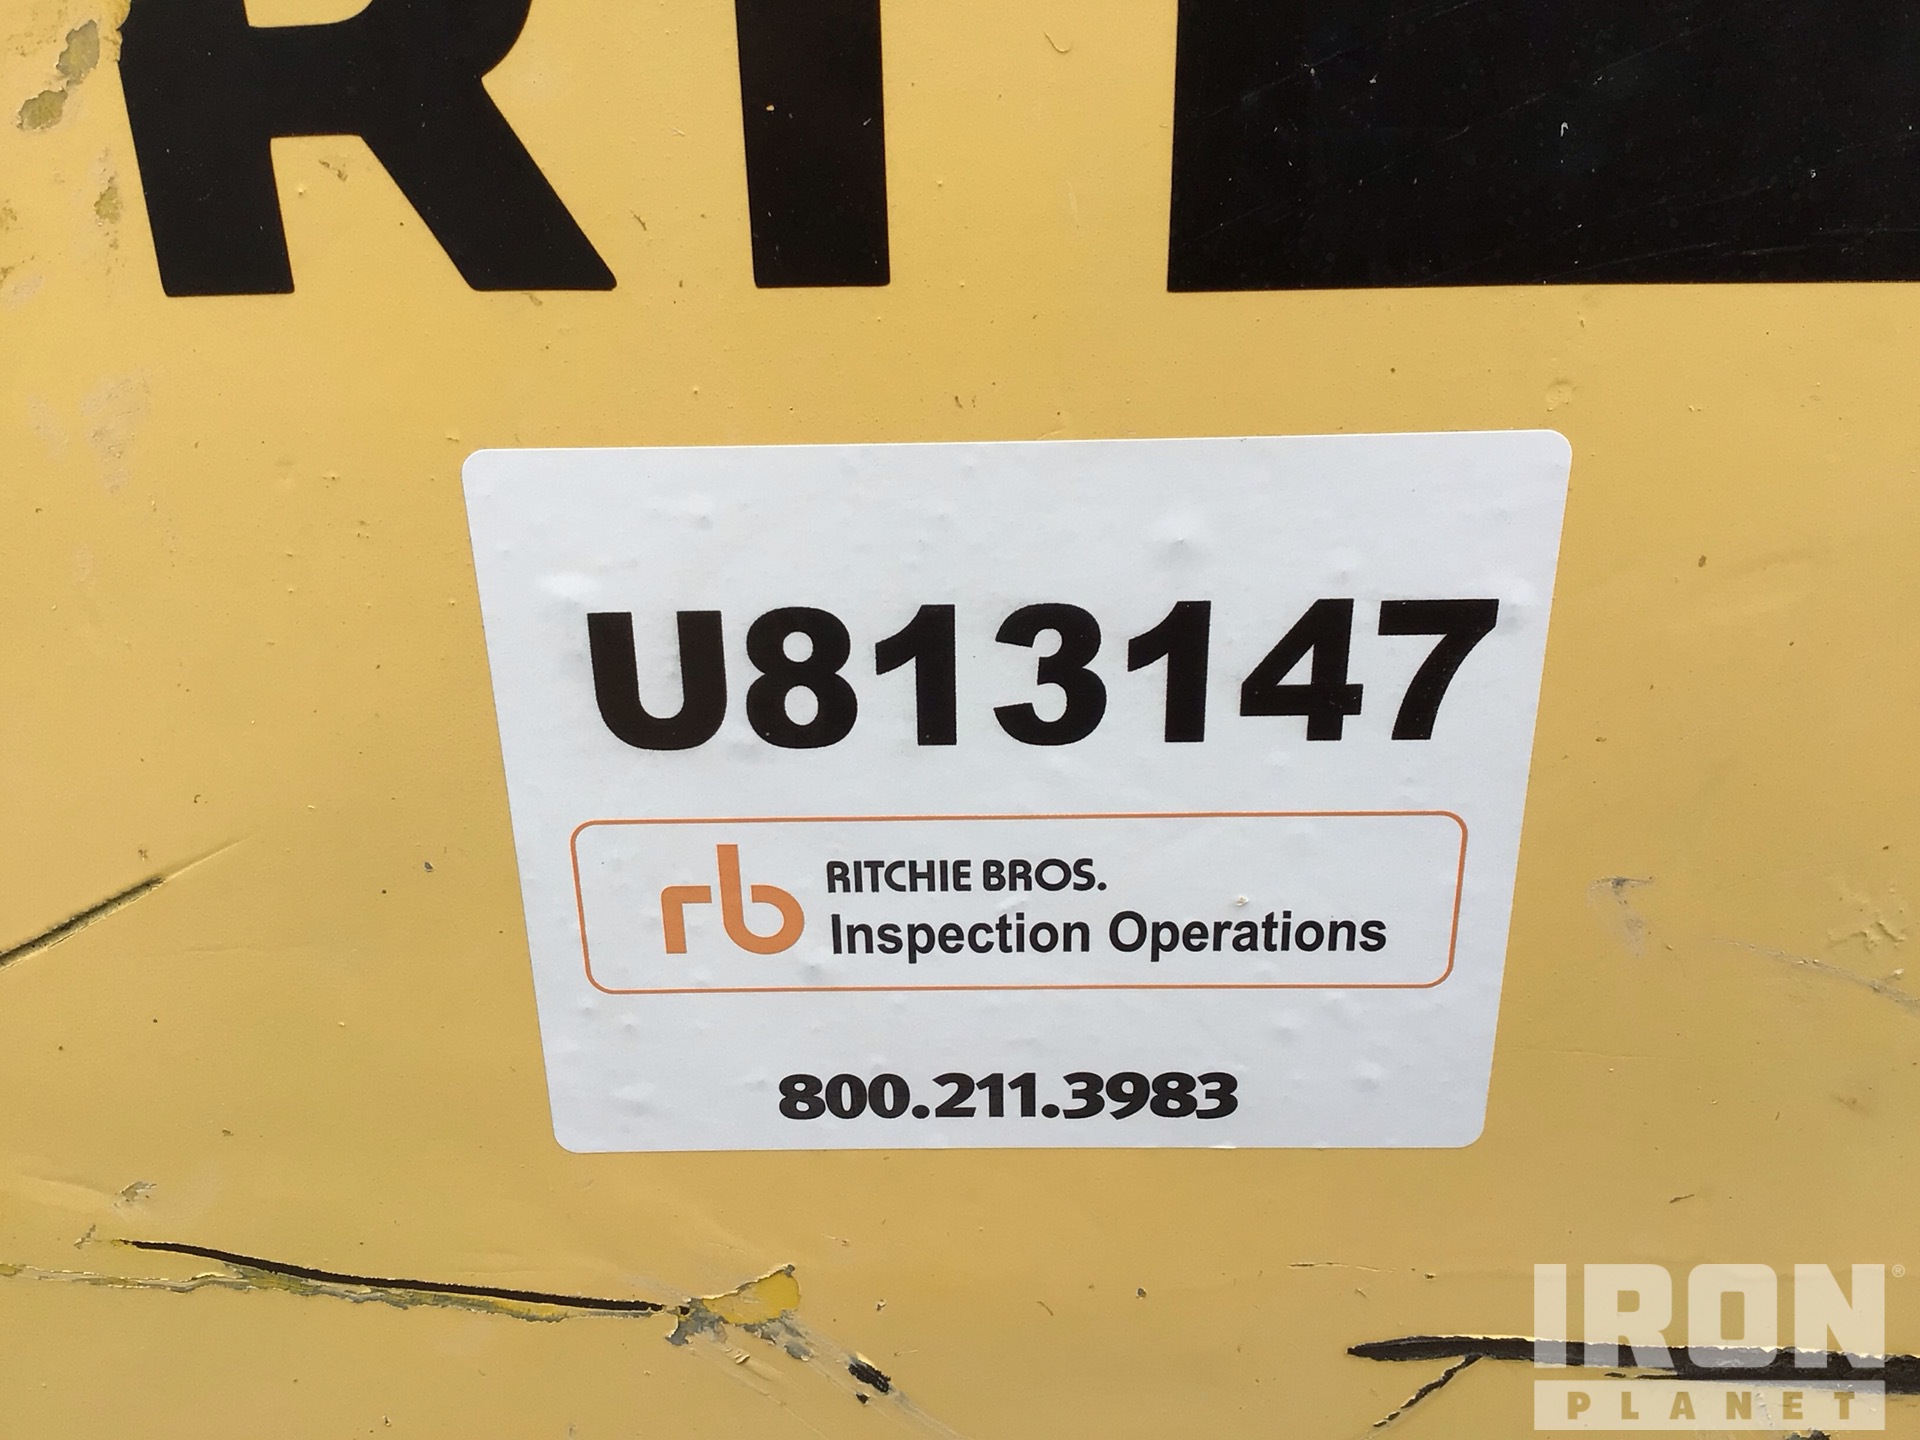 U813147
rb RITCHIE BROS.
Inspection Operations
800.211.3983
IRON®
PLANET